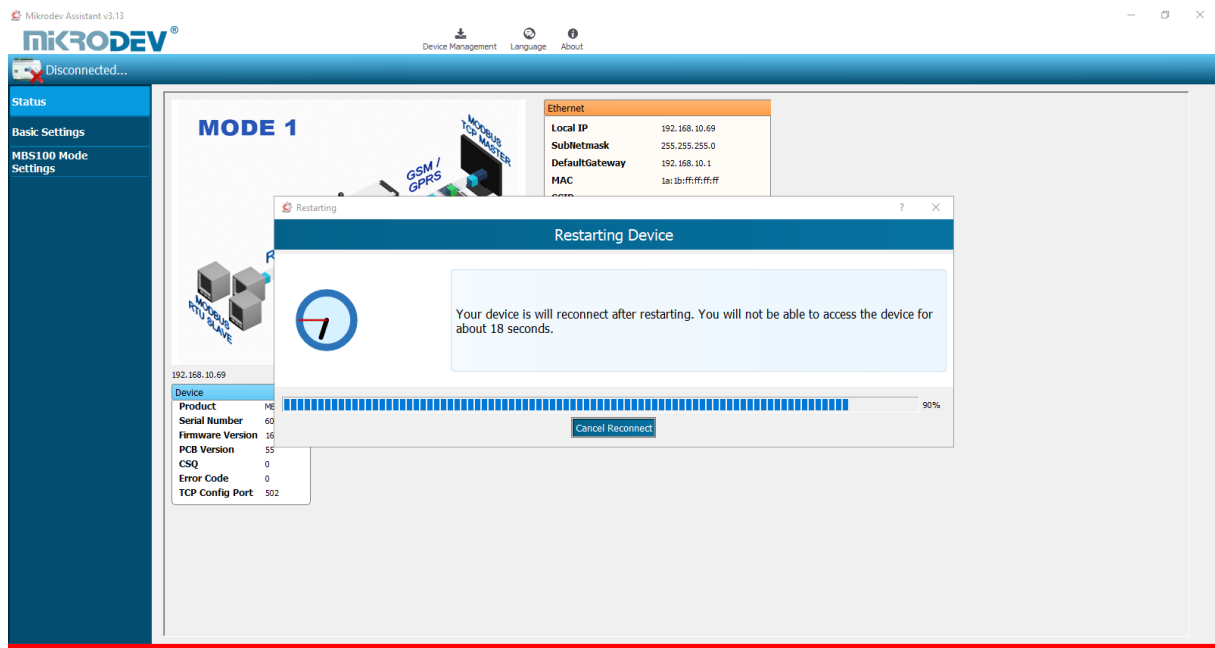 Mikrodev Assistant v3.13
MiKRODEV®
Device Management
Language
About
Disconnected...
Status
Basic Settings
MBS100 Mode
Settings
MODE 1
MODBUS
TCP MASTER
GSM /
GPRS
MODBUS
RTU SLAVE
192.168.10.69
Ethernet
Local IP 192.168.10.69
SubNetmask 255.255.255.0
DefaultGateway 192.168.10.1
MAC 1a:1b:ff:ff:ff:ff
Restarting
? 
Restarting Device
Your device is will reconnect after restarting. You will not be able to access the device for
about 18 seconds.
90%
Cancel Reconnect
Device
Product
Serial Number 60
Firmware Version 16
PCB Version 55
CSQ 0
Error Code 0
TCP Config Port 502